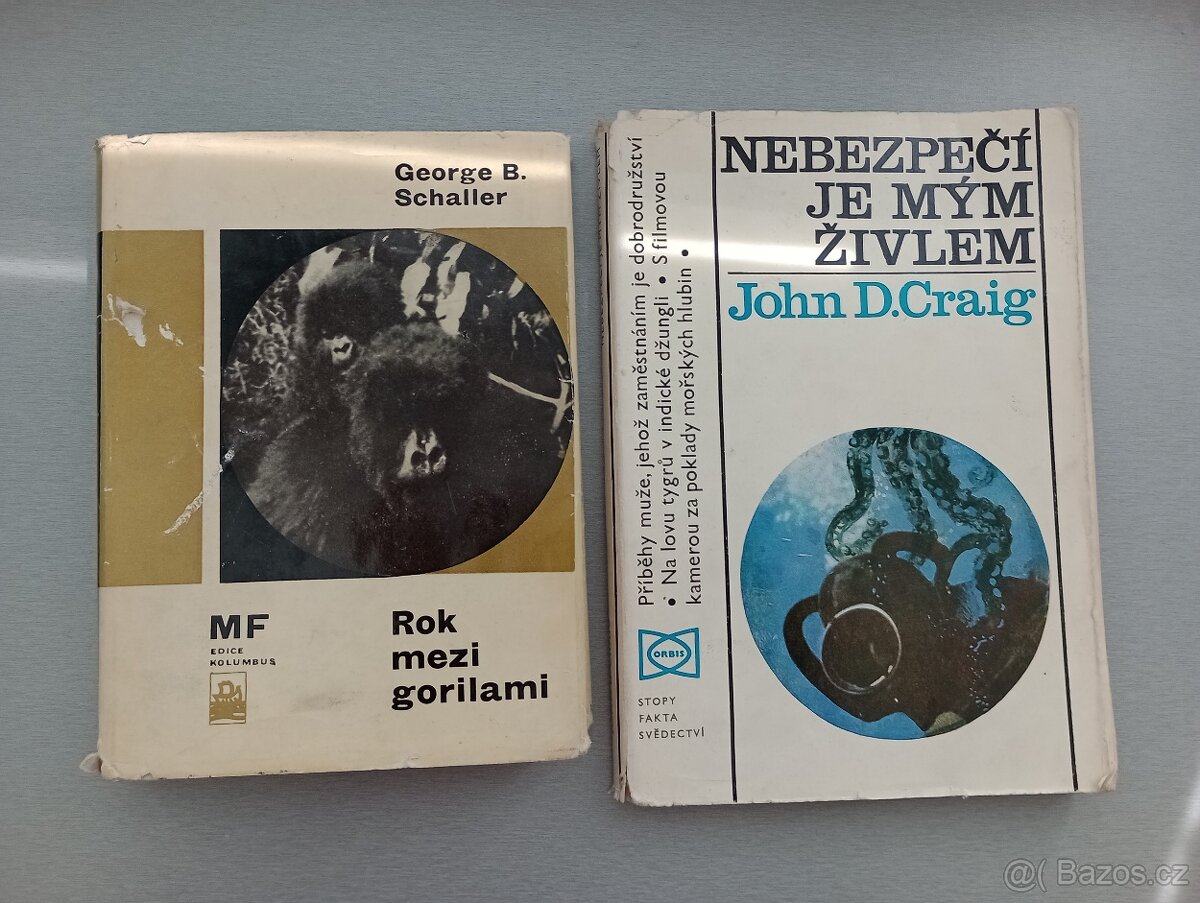 George B.
Schaller
MF
EDICE
KOLUMBUS
Rok
mezi
gorilami
NEBEZPEČÍ
JE MÝM
ŽIVLEM
John D.Craig
Příběhy muže, jehož zaměstnáním je dobrodružství
• Na lovu tygrů v indické džungli • S filmovou
kamerou za poklady mořských hlubin •
ORBIS
STOPY
FAKTA
SVĚDECTVÍ
@( Bazos.cz